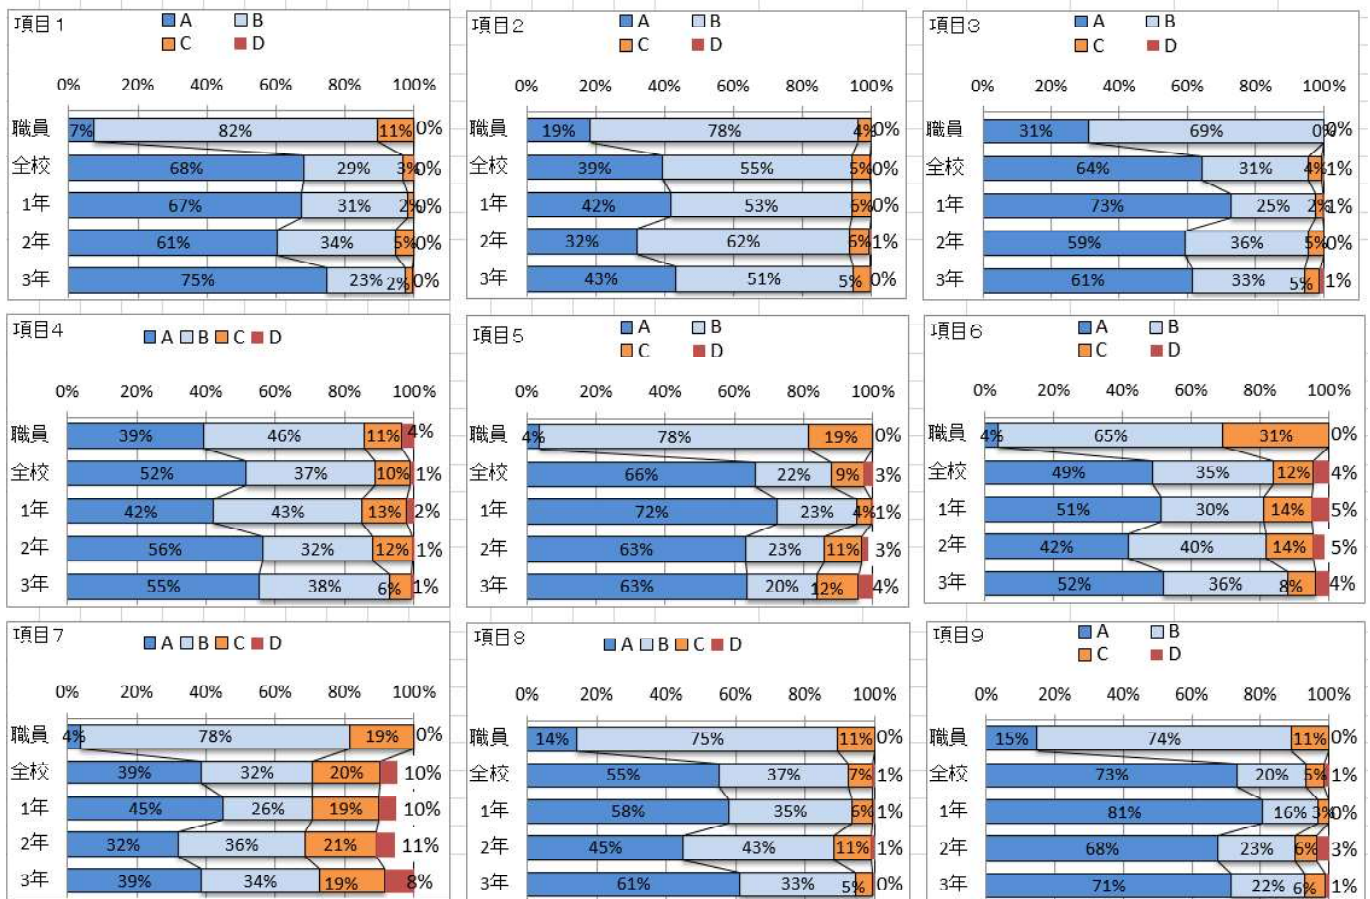 項目1
A B
C D
0% 20% 40% 60% 80% 100%
職員 7% 82% 11% 0%
全校 68% 29% 3% 0%
1年 67% 31% 2% 0%
2年 61% 34% 5% 0%
3年 75% 23% 2% 0%
項目2
A B
C D
0% 20% 40% 60% 80% 100%
職員 19% 78% 4% 0%
全校 39% 55% 5% 0%
1年 42% 53% 5% 0%
2年 32% 62% 5% 1%
3年 43% 51% 5% 0%
項目3
A B
C D
0% 20% 40% 60% 80% 100%
職員 31% 69% 0%
全校 64% 31% 4% 1%
1年 73% 25% 2% 1%
2年 59% 36% 5% 0%
3年 61% 33% 5% 1%
項目4
A B C D
0% 20% 40% 60% 80% 100%
職員 39% 46% 11% 4%
全校 52% 37% 10% 1%
1年 42% 43% 13% 2%
2年 56% 32% 12% 1%
3年 55% 38% 6% 1%
項目5
A B
C D
0% 20% 40% 60% 80% 100%
職員 4% 78% 19% 0%
全校 66% 22% 9% 3%
1年 72% 23% 4% 1%
2年 63% 23% 11% 3%
3年 63% 20% 12% 4%
項目6
A B
C D
0% 20% 40% 60% 80% 100%
職員 4% 65% 31% 0%
全校 49% 35% 12% 4%
1年 51% 30% 14% 5%
2年 42% 40% 14% 5%
3年 52% 36% 8% 4%
項目7
A B C D
0% 20% 40% 60% 80% 100%
職員 4% 78% 19% 0%
全校 39% 32% 20% 10%
1年 45% 26% 19% 10%
2年 32% 36% 21% 11%
3年 39% 34% 19% 8%
項目8
A B C D
0% 20% 40% 60% 80% 100%
職員 14% 75% 11% 0%
全校 55% 37% 7% 1%
1年 58% 35% 6% 1%
2年 45% 43% 11% 1%
3年 61% 33% 5% 0%
項目9
A B
C D
0% 20% 40% 60% 80% 100%
職員 15% 74% 11% 0%
全校 73% 20% 5% 1%
1年 81% 16% 3% 0%
2年 68% 23% 6% 3%
3年 71% 22% 6% 1%